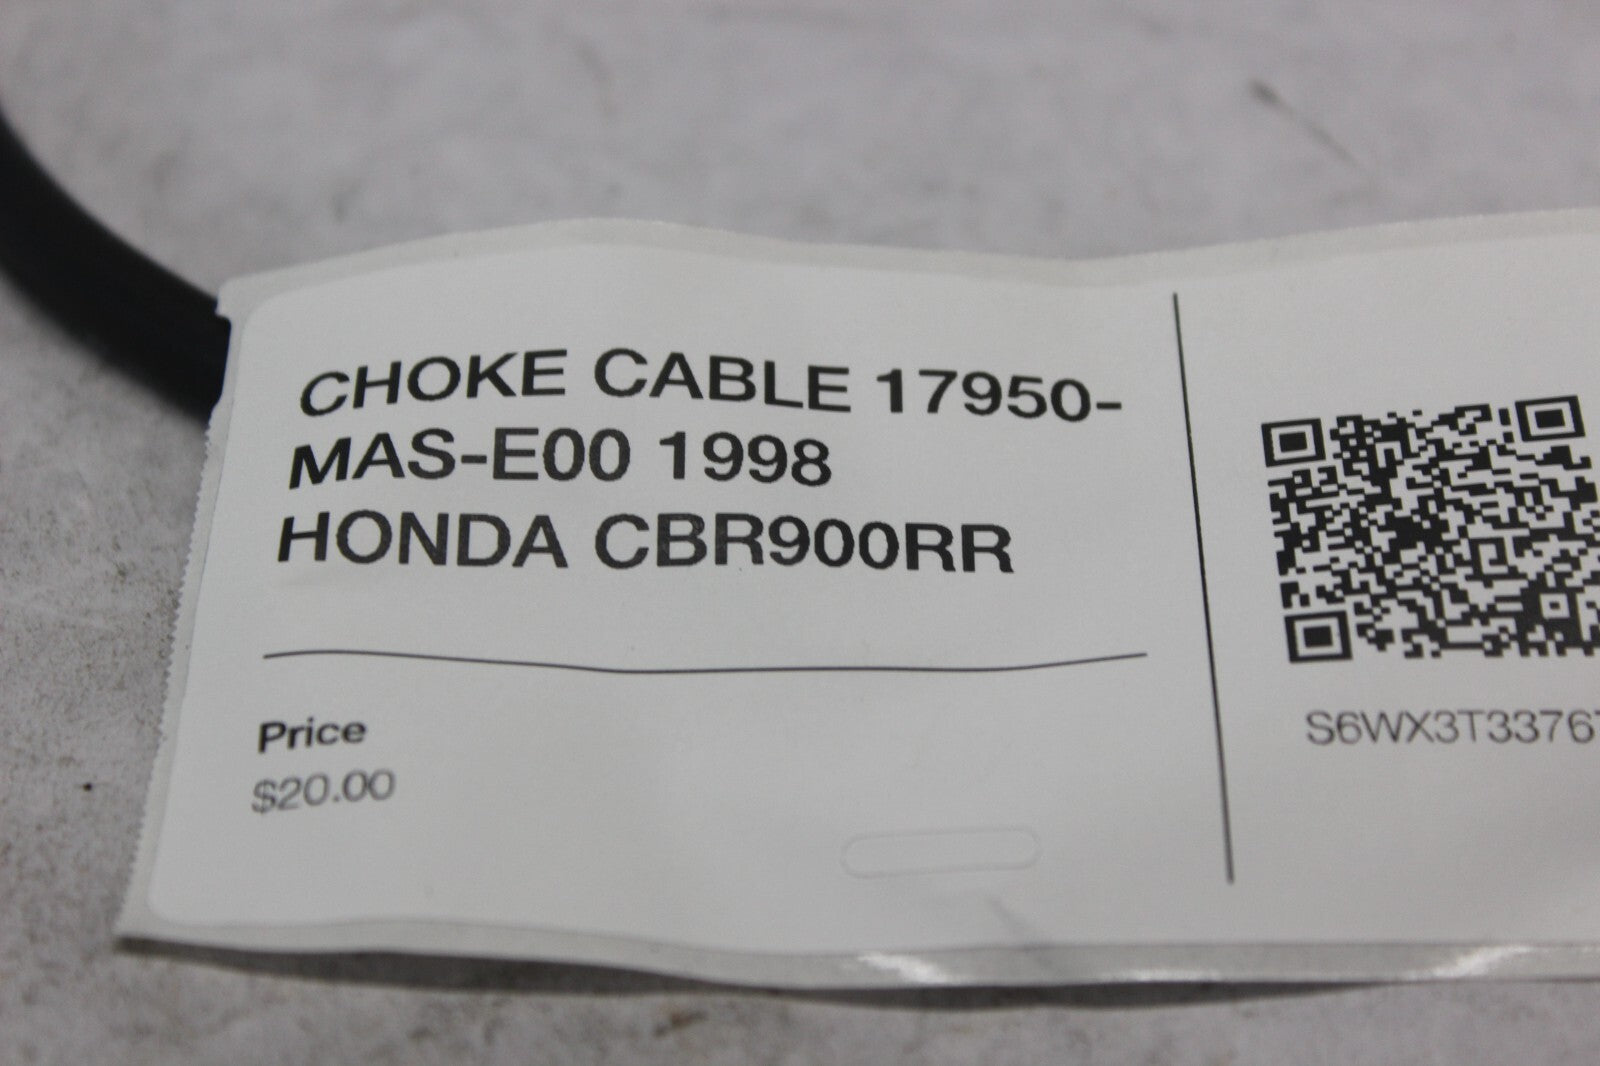 CHOKE CABLE 17950-
MAS-E00 1998
HONDA CBR900RR
Price
$20.00
S6WX3T3376